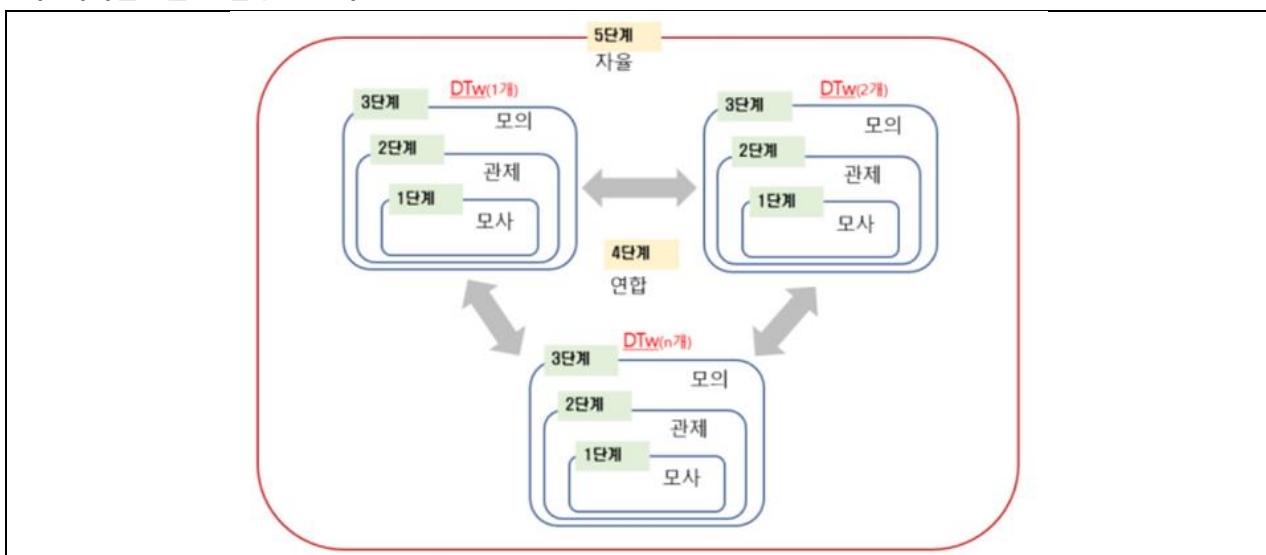 5단계
자율
DTw(1개)
3단계
모의
2단계
관제
1단계
모사
DTw(2개)
3단계
모의
2단계
관제
1단계
모사
4단계
연합
DTw(n개)
3단계
모의
2단계
관제
1단계
모사